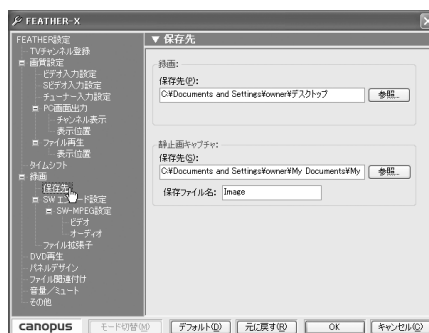 FEATHER-X
FEATHER設定
TVチャンネル登録
画質設定
ビデオ入力設定
Sビデオ入力設定
チューナー入力設定
PC画面出力
チャンネル表示
表示位置
ファイル再生
表示位置
タイムシフト
録画
保存先
SWエンコード設定
SW-MPEG設定
ビデオ
オーディオ
ファイル拡張子
DVD再生
パネルデザイン
ファイル関連付け
音量/ミュート
その他
▼ 保存先
録画:
保存先(P):
C:¥Documents and Settings¥owner¥デスクトップ
参照...
静止画キャプチャ:
保存先(S):
C:¥Documents and Settings¥owner¥My Documents¥My
参照...
保存ファイル名:
Image
canopus
モード切替(M)
デフォルト(D)
元に戻す(R)
OK
キャンセル(C)